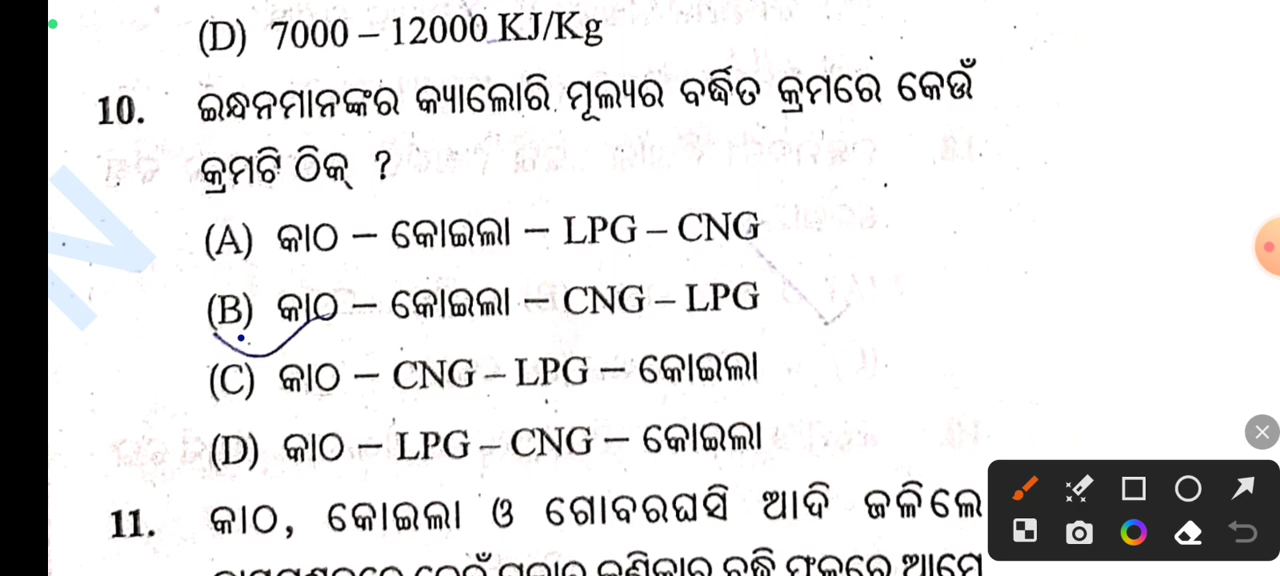 (D) 7000 – 12000 KJ/Kg
10. ଇନ୍ଧନମାନଙ୍କର କ୍ୟାଲୋରି ମୂଲ୍ୟର ବର୍ଦ୍ଧିତ କ୍ରମରେ କେଉଁ
କ୍ରମଟି ଠିକ୍ ?
(A) କାଠ – କୋଇଲା – LPG – CNG
(B) କାଠ – କୋଇଲା – CNG – LPG
(C) କାଠ – CNG – LPG – କୋଇଲା
(D) କାଠ – LPG – CNG – କୋଇଲା
11. କାଠ, କୋଇଲା ଓ ଗୋବରଘସି ଆଦି ଜଳିଲେ